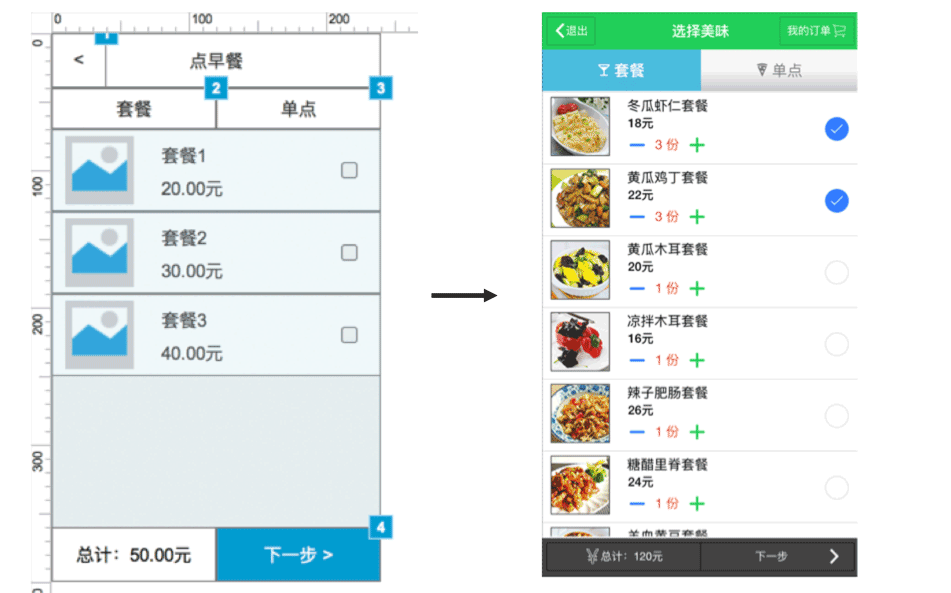 0 100 200
0
1
<
点早餐
2
3
套餐
单点
套餐1
20.00元
100
套餐2
30.00元
200
套餐3
40.00元
300
4
总计：50.00元
下一步 >
退出
选择美味
我的订单
套餐
单点
冬瓜虾仁套餐
18元
3 份
黄瓜鸡丁套餐
22元
3 份
黄瓜木耳套餐
20元
1 份
凉拌木耳套餐
16元
1 份
辣子肥肠套餐
26元
1 份
糖醋里脊套餐
24元
1 份
总计：120元
下一步